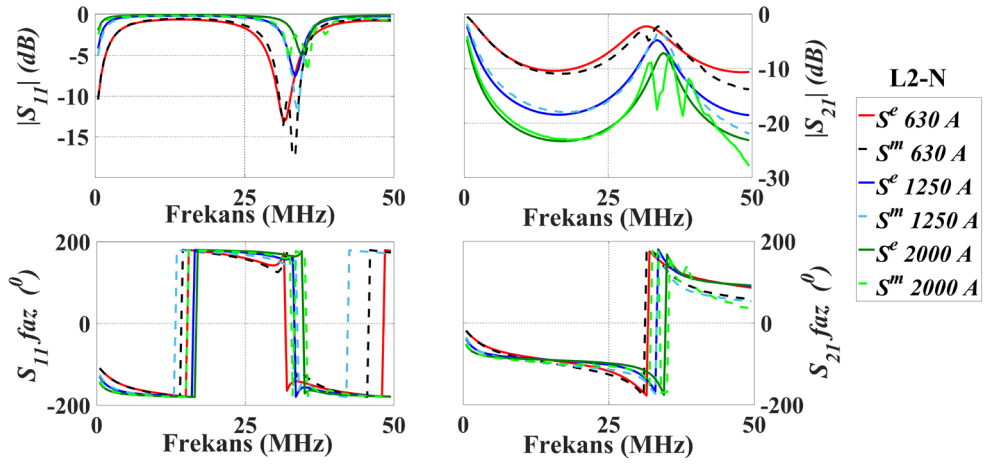 |S11| (dB)
0
-5
-10
-15
0
25
50
Frekans (MHz)
0
-10
-20
-30
|S21| (dB)
0
25
50
Frekans (MHz)
S11 faz (0)
200
0
-200
0
25
50
Frekans (MHz)
200
0
-200
S21 faz (0)
0
25
50
Frekans (MHz)
L2-N
Se 630 A
Sm 630 A
Se 1250 A
Sm 1250 A
Se 2000 A
Sm 2000 A